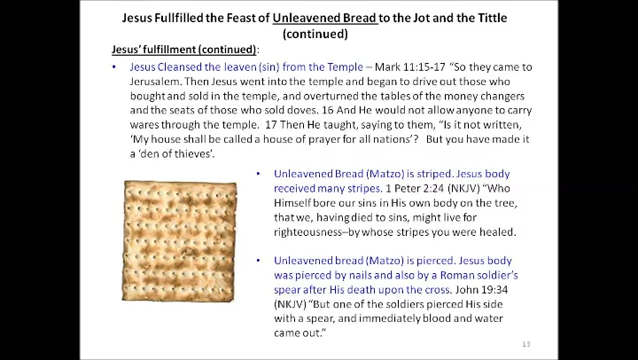 Jesus Fullfilled the Feast of Unleavened Bread to the Jot and the Tittle
(continued)
Jesus' fulfillment (continued):
• Jesus Cleansed the leaven (sin) from the Temple – Mark 11:15-17 "So they came to
Jerusalem. Then Jesus went into the temple and began to drive out those who
bought and sold in the temple, and overturned the tables of the money changers
and the seats of those who sold doves. 16 And He would not allow anyone to carry
wares through the temple. 17 Then He taught, saying to them, "Is it not written,
'My house shall be called a house of prayer for all nations'? But you have made it
a 'den of thieves'.
• Unleavened Bread (Matzo) is striped. Jesus body
received many stripes. 1 Peter 2:24 (NKJV) "Who
Himself bore our sins in His own body on the tree,
that we, having died to sins, might live for
righteousness–by whose stripes you were healed.
• Unleavened bread (Matzo) is pierced. Jesus body
was pierced by nails and also by a Roman soldier's
spear after His death upon the cross. John 19:34
(NKJV) "But one of the soldiers pierced His side
with a spear, and immediately blood and water
came out."
13